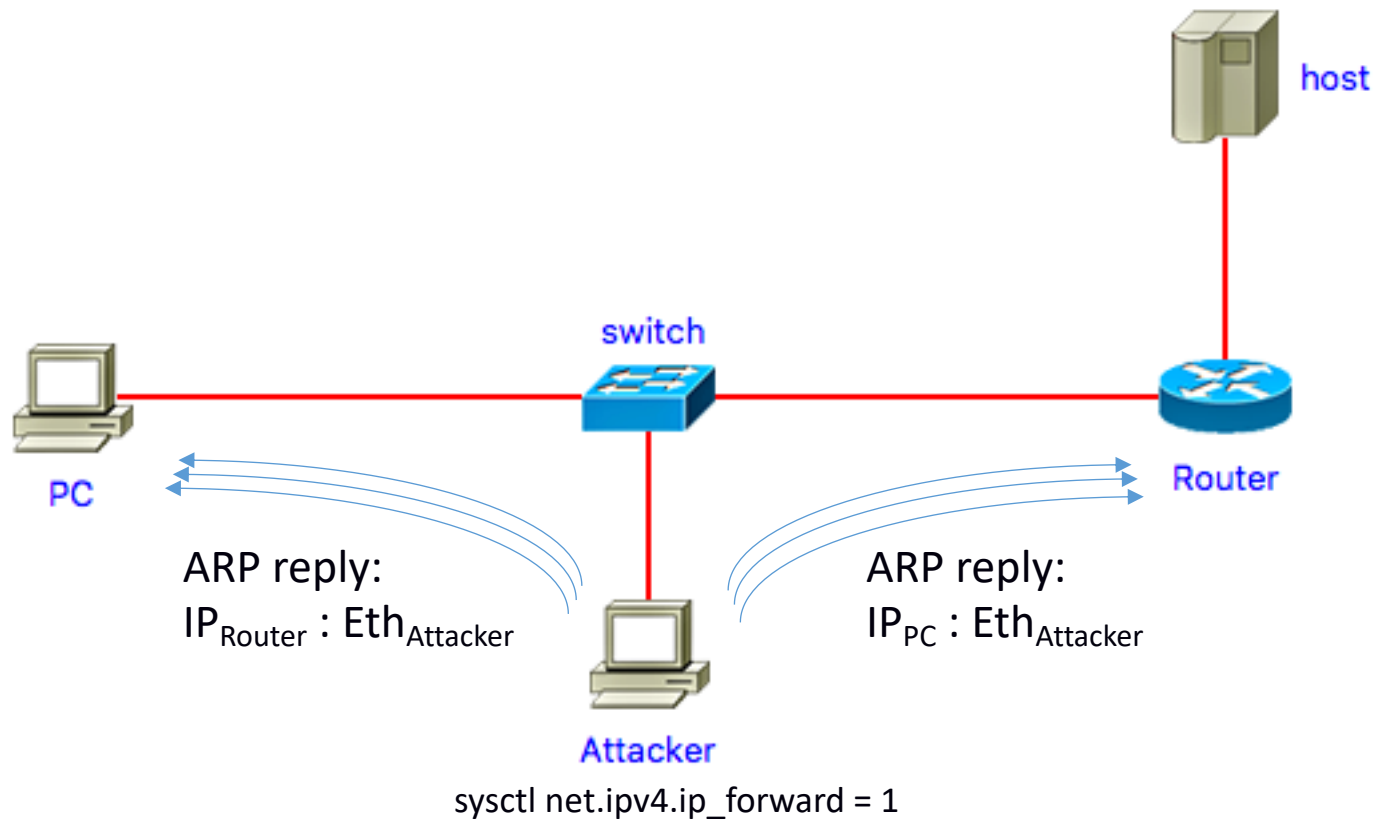 host
switch
PC
Router
ARP reply:
IPRouter : EthAttacker
ARP reply:
IPPC : EthAttacker
Attacker
sysctl net.ipv4.ip_forward = 1